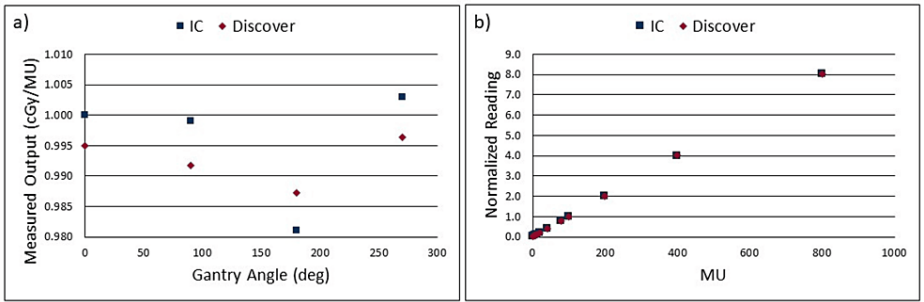 a)
IC Discover
Measured Output (cGy/MU)
1.010
1.005
1.000
0.995
0.990
0.985
0.980
0 50 100 150 200 250 300
Gantry Angle (deg)
b)
IC Discover
Normalized Reading
9.0
8.0
7.0
6.0
5.0
4.0
3.0
2.0
1.0
0.0
0 200 400 600 800 1000
MU